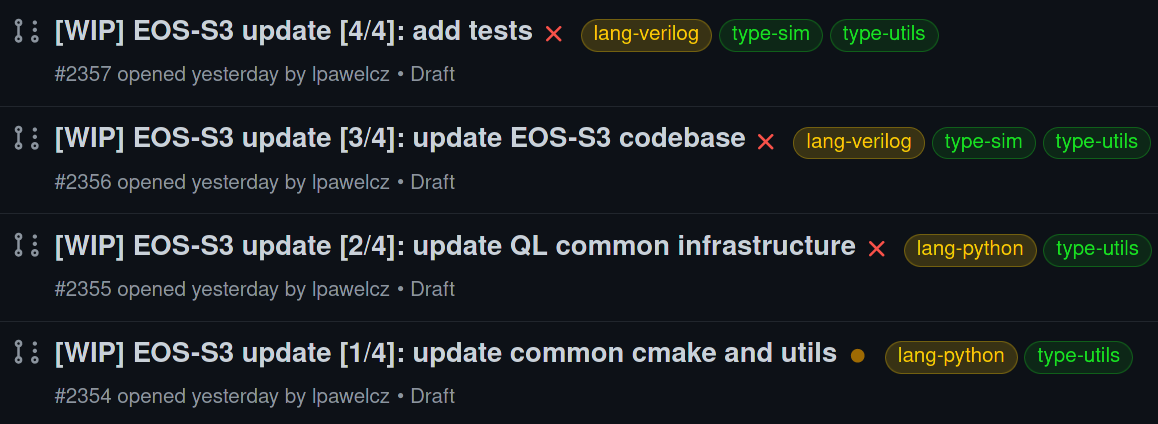 [WIP] EOS-S3 update [4/4]: add tests lang-verilog type-sim type-utils
#2357 opened yesterday by lpawelcz • Draft
[WIP] EOS-S3 update [3/4]: update EOS-S3 codebase lang-verilog type-sim type-utils
#2356 opened yesterday by lpawelcz • Draft
[WIP] EOS-S3 update [2/4]: update QL common infrastructure lang-python type-utils
#2355 opened yesterday by lpawelcz • Draft
[WIP] EOS-S3 update [1/4]: update common cmake and utils lang-python type-utils
#2354 opened yesterday by lpawelcz • Draft